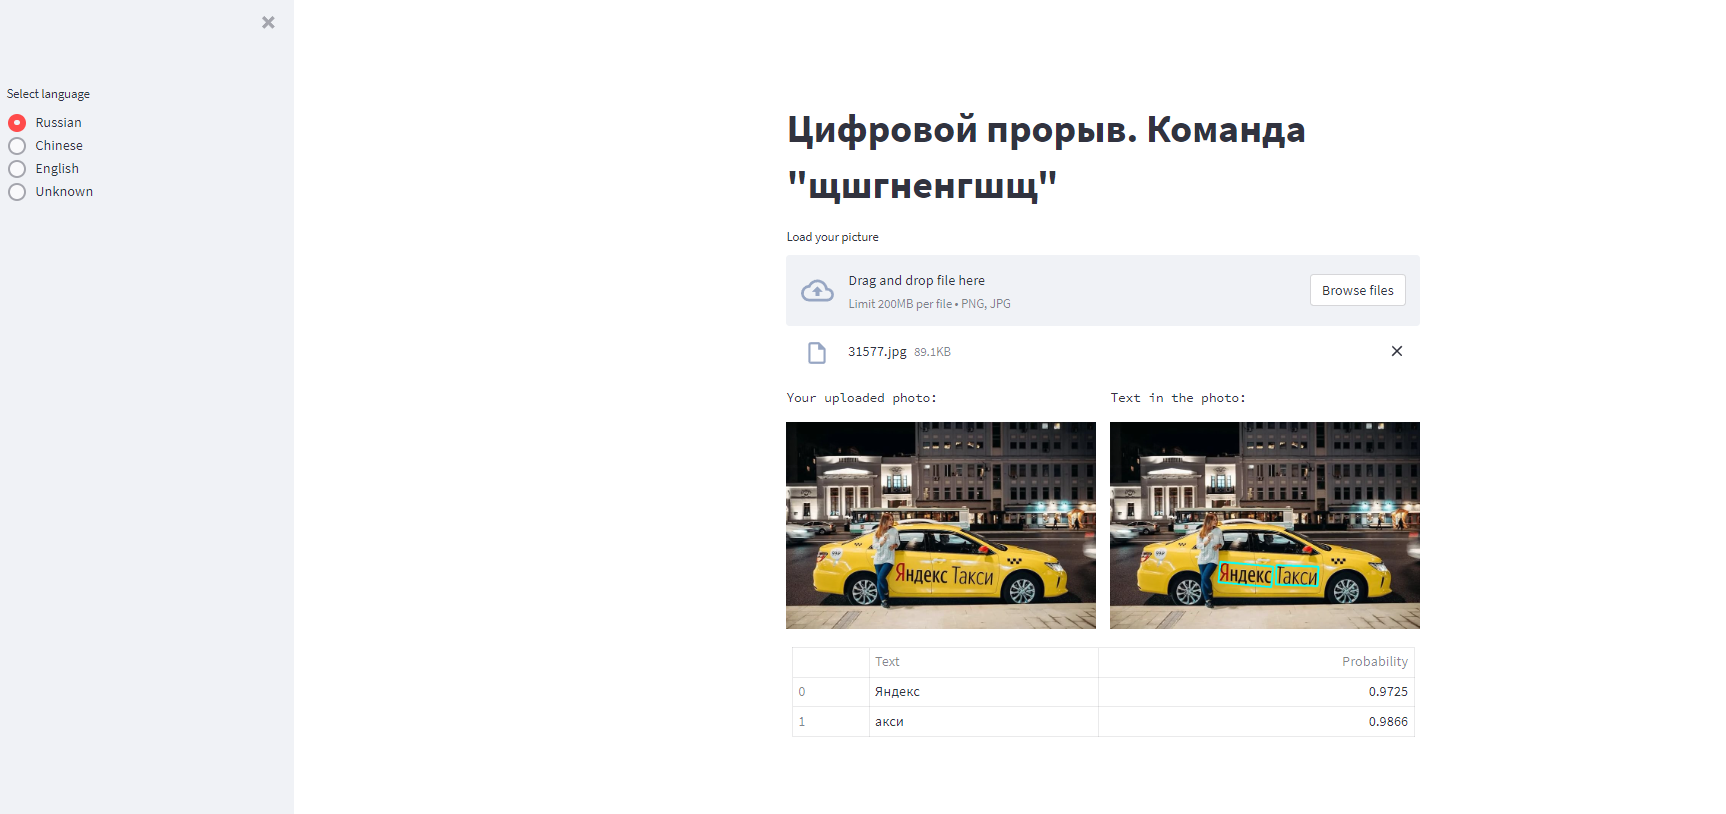 Select language
Russian
Chinese
English
Unknown
Цифровой прорыв. Команда
"щшгненгшщ"
Load your picture
Drag and drop file here
Limit 200MB per file • PNG, JPG
Browse files
31577.jpg 89.1KB
Your uploaded photo:
Text in the photo:
Яндекс Такси
Яндекс Такси
Text Probability
0 Яндекс 0.9725
1 акси 0.9866